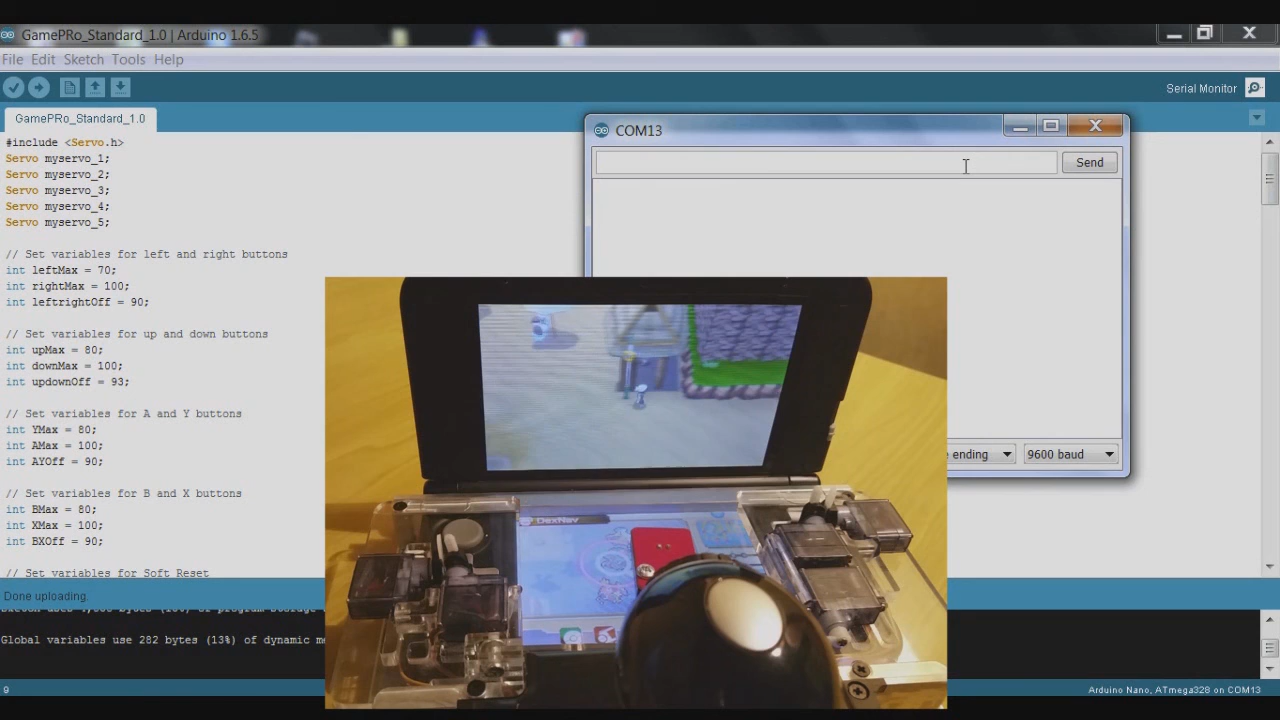 GamePRo_Standard_1.0 | Arduino 1.6.5
File Edit Sketch Tools Help
Serial Monitor
GamePRo_Standard_1.0
#include <Servo.h>
Servo myservo_1;
Servo myservo_2;
Servo myservo_3;
Servo myservo_4;
Servo myservo_5;
// Set variables for left and right buttons
int leftMax = 70;
int rightMax = 100;
int leftrightOff = 90;
// Set variables for up and down buttons
int upMax = 80;
int downMax = 100;
int updownOff = 93;
// Set variables for A and Y buttons
int YMax = 80;
int AMax = 100;
int AYOff = 90;
// Set variables for B and X buttons
int BMax = 80;
int XMax = 100;
int BXOff = 90;
// Set variables for Soft Reset
COM13
Send
ending
9600 baud
DexNav
Done uploading.
Global variables use 282 bytes (13%) of dynamic
9
Arduino Nano, ATmega328 on COM13